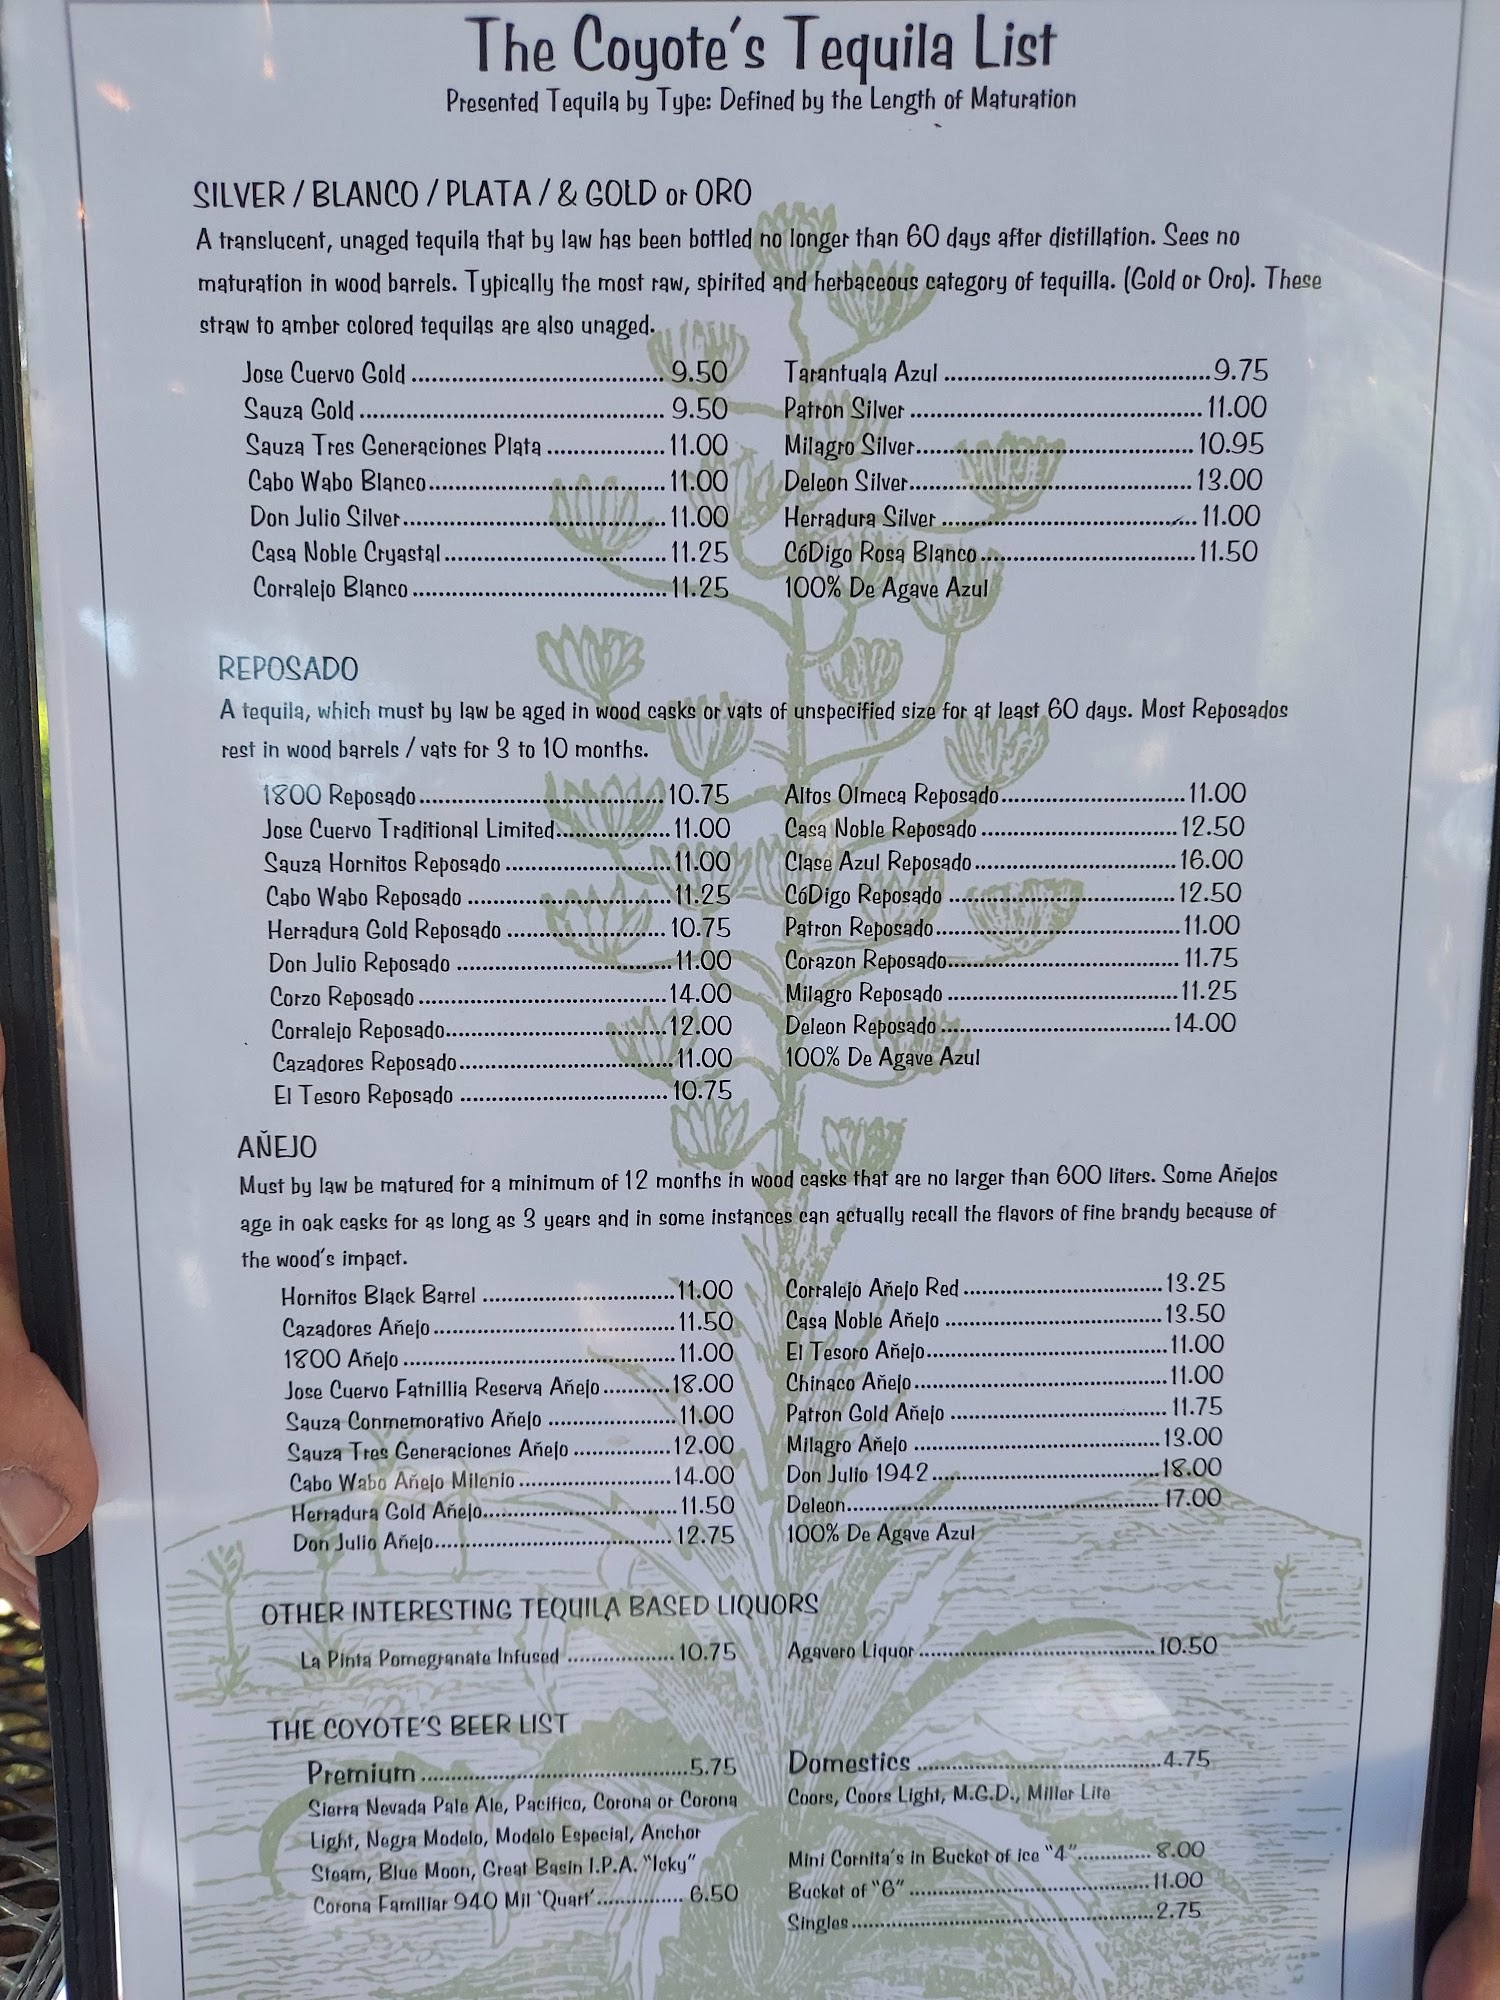 The Coyote's Tequila List
Presented Tequila by Type: Defined by the Length of Maturation
SILVER / BLANCO / PLATA / & GOLD or ORO
A translucent, unaged tequila that by law has been bottled no longer than 60 days after distillation. Sees no
maturation in wood barrels. Typically the most raw, spirited and herbaceous category of tequilla. (Gold or Oro). These
straw to amber colored tequilas are also unaged.
Jose Cuervo Gold 9.50
Sauza Gold 9.50
Sauza Tres Generaciones Plata 11.00
Cabo Wabo Blanco 11.00
Don Julio Silver 11.00
Casa Noble Cryastal 11.25
Corralejo Blanco 11.25
Tarantuala Azul 9.75
Patron Silver 11.00
Milagro Silver 10.95
Deleon Silver 13.00
Herradura Silver 11.00
CóDigo Rosa Blanco 11.50
100% De Agave Azul
REPOSADO
A tequila, which must by law be aged in wood casks or vats of unspecified size for at least 60 days. Most Reposados
rest in wood barrels / vats for 3 to 10 months.
1800 Reposado 10.75
Jose Cuervo Traditional Limited 11.00
Sauza Hornitos Reposado 11.00
Cabo Wabo Reposado 11.25
Herradura Gold Reposado 10.75
Don Julio Reposado 11.00
Corzo Reposado 14.00
Corralejo Reposado 12.00
Cazadores Reposado 11.00
El Tesoro Reposado 10.75
Altos Olmeca Reposado 11.00
Casa Noble Reposado 12.50
Clase Azul Reposado 16.00
CóDigo Reposado 12.50
Patron Reposado 11.00
Corazon Reposado 11.75
Milagro Reposado 11.25
Deleon Reposado 14.00
100% De Agave Azul
AÑEJO
Must by law be matured for a minimum of 12 months in wood casks that are no larger than 600 liters. Some Añejos
age in oak casks for as long as 3 years and in some instances can actually recall the flavors of fine brandy because of
the wood's impact.
Hornitos Black Barrel 11.00
Cazadores Añejo 11.50
1800 Añejo 11.00
Jose Cuervo Fatnillia Reserva Añejo 18.00
Sauza Conmemorativo Añejo 11.00
Sauza Tres Generaciones Añejo 12.00
Cabo Wabo Añejo Milenio 14.00
Herradura Gold Añejo 11.50
Don Julio Añejo 12.75
Corralejo Añejo Red 13.25
Casa Noble Añejo 13.50
El Tesoro Añejo 11.00
Chinaco Añejo 11.00
Patron Gold Añejo 11.75
Milagro Añejo 13.00
Don Julio 1942 18.00
Deleon 17.00
100% De Agave Azul
OTHER INTERESTING TEQUILA BASED LIQUORS
La Pinta Pomegranate Infused 10.75
Agavero Liquor 10.50
THE COYOTE'S BEER LIST
Premium 5.75
Sierra Nevada Pale Ale, Pacifico, Corona or Corona
Light, Negra Modelo, Modelo Especial, Anchor
Steam, Blue Moon, Great Basin I.P.A. "Icky"
Corona Familiar 940 Mil 'Quart' 6.50
Domestics 4.75
Coors, Coors Light, M.G.D., Miller Lite
Mini Cornita's in Bucket of ice "4" 8.00
Bucket of "6" 11.00
Singles 2.75